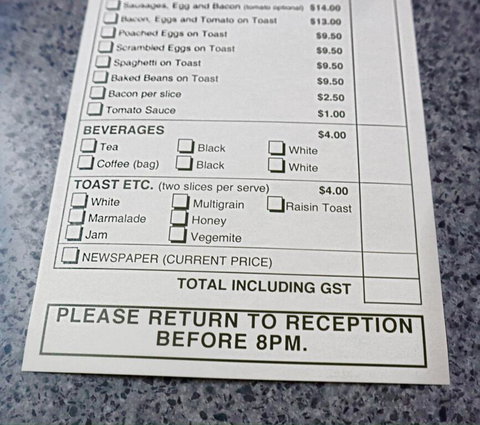 Sausages, Egg and Bacon (tomato optional) $14.00
Bacon, Eggs and Tomato on Toast $13.00
Poached Eggs on Toast $9.50
Scrambled Eggs on Toast $9.50
Spaghetti on Toast $9.50
Baked Beans on Toast $9.50
Bacon per slice $2.50
Tomato Sauce $1.00
BEVERAGES $4.00
Tea Black White
Coffee (bag) Black White
TOAST ETC. (two slices per serve) $4.00
White Multigrain Raisin Toast
Marmalade Honey
Jam Vegemite
NEWSPAPER (CURRENT PRICE)
TOTAL INCLUDING GST
PLEASE RETURN TO RECEPTION
BEFORE 8PM.